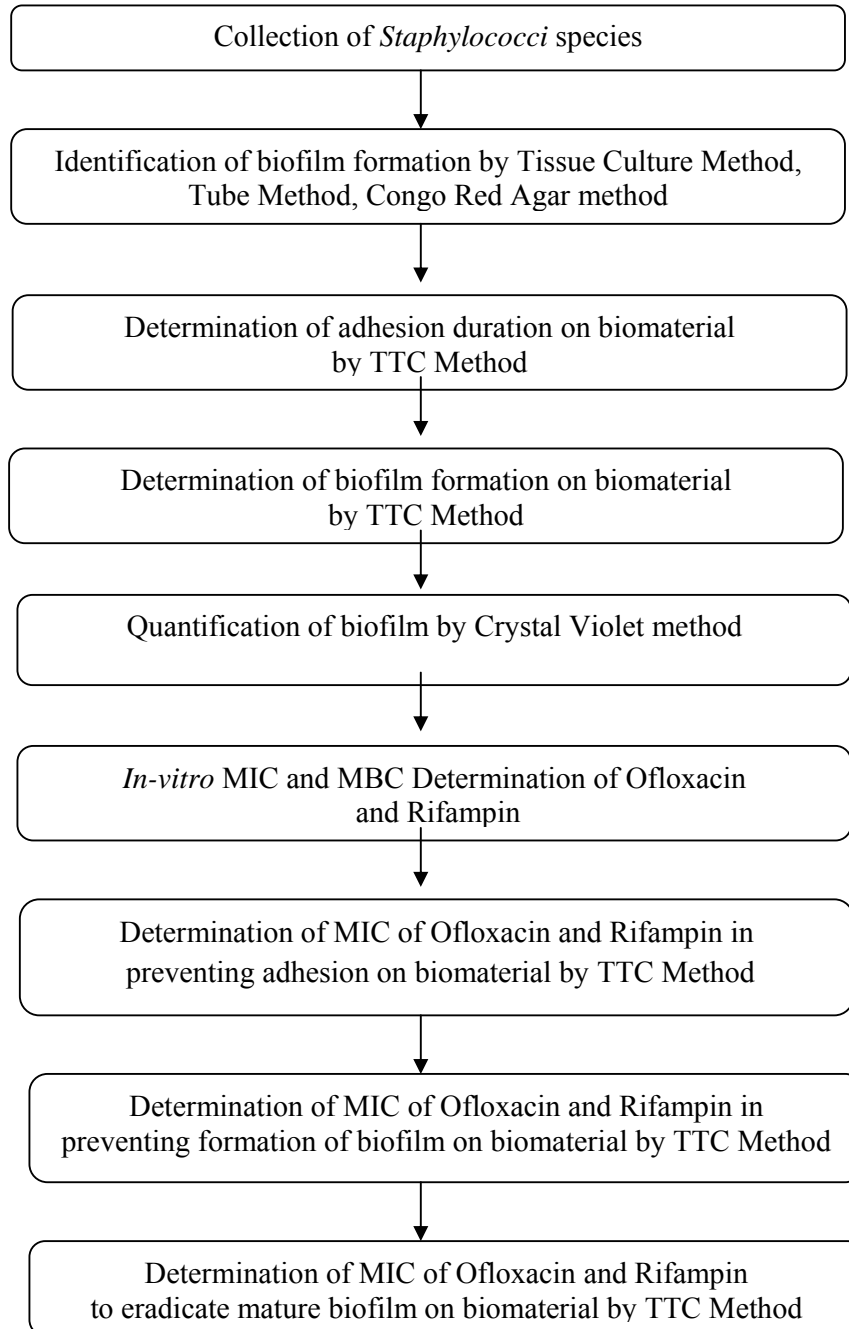 Collection of Staphylococci species
Identification of biofilm formation by Tissue Culture Method,
Tube Method, Congo Red Agar method
Determination of adhesion duration on biomaterial
by TTC Method
Determination of biofilm formation on biomaterial
by TTC Method
Quantification of biofilm by Crystal Violet method
In-vitro MIC and MBC Determination of Ofloxacin
and Rifampin
Determination of MIC of Ofloxacin and Rifampin in
preventing adhesion on biomaterial by TTC Method
Determination of MIC of Ofloxacin and Rifampin in
preventing formation of biofilm on biomaterial by TTC Method
Determination of MIC of Ofloxacin and Rifampin
to eradicate mature biofilm on biomaterial by TTC Method